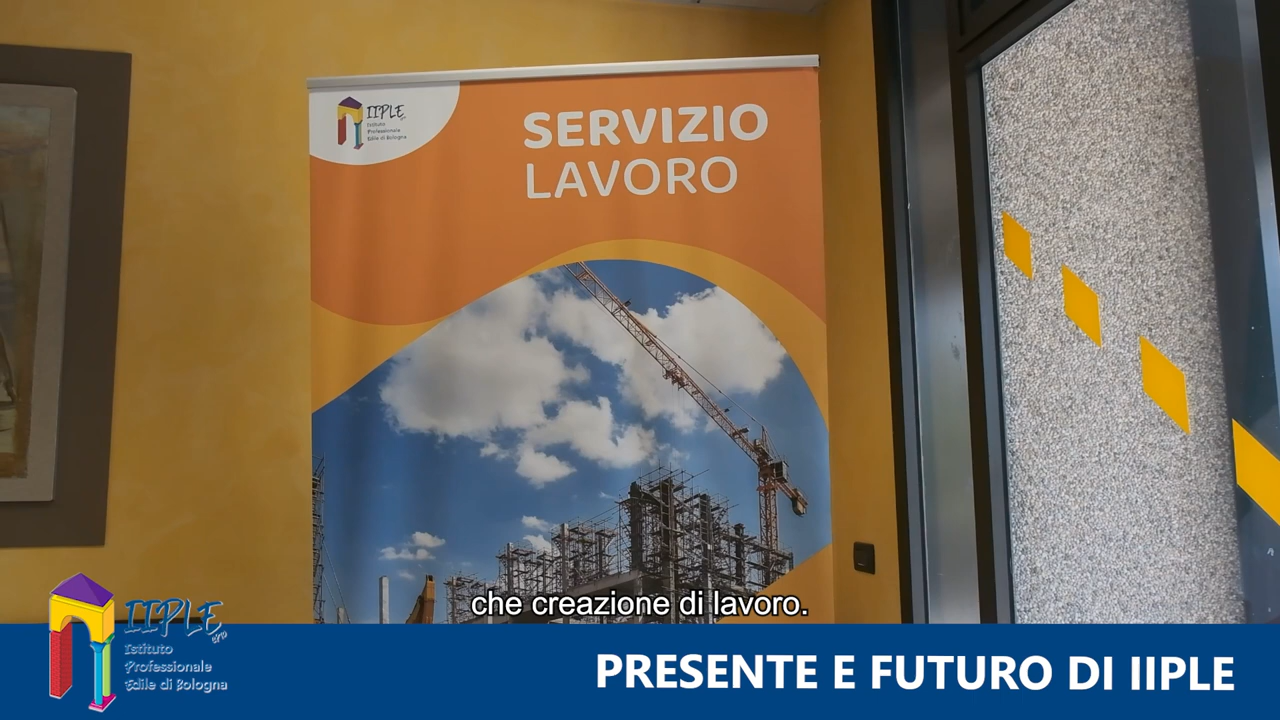 IIPLE
Istituto
Professionale
Edile di Bologna
SERVIZIO
LAVORO
che creazione di lavoro.
IIPLE
Istituto
Professionale
Edile di Bologna
PRESENTE E FUTURO DI IIPLE